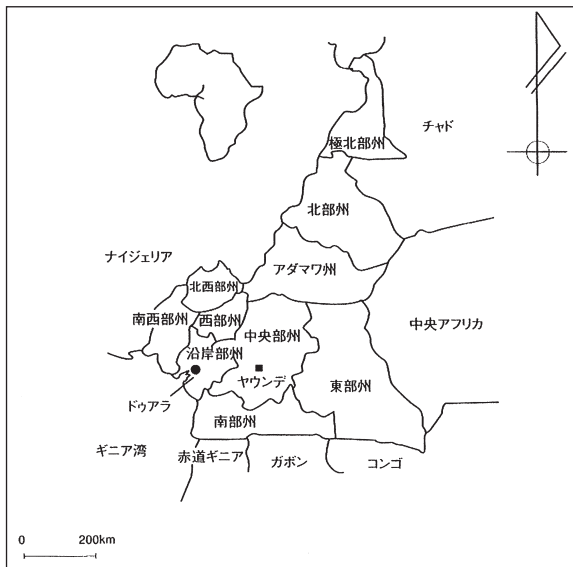 チャド
極北部州
北部州
ナイジェリア
アダマワ州
北西部州
南西部州
西部州
中央部州
中央アフリカ
沿岸部州
ヤウンデ
東部州
ドゥアラ
南部州
ギニア湾
赤道ギニア
ガボン
コンゴ
0 200km